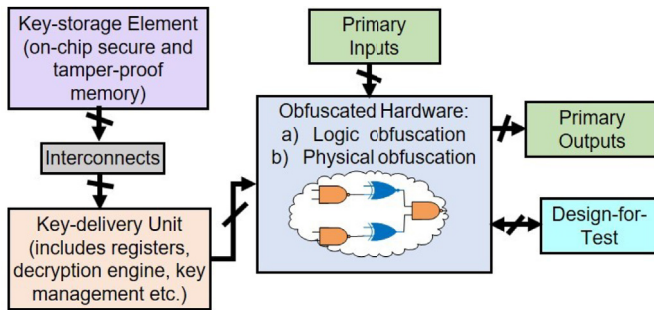 Key-storage Element
(on-chip secure and
tamper-proof
memory)
Interconnects
Key-delivery Unit
(includes registers,
decryption engine, key
management etc.)
Primary
Inputs
Obfuscated Hardware:
a) Logic obfuscation
b) Physical obfuscation
Primary
Outputs
Design-for-
Test